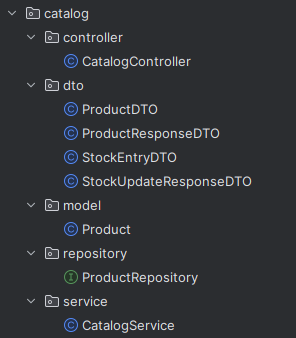 catalog
controller
CatalogController
dto
ProductDTO
ProductResponseDTO
StockEntryDTO
StockUpdateResponseDTO
model
Product
repository
ProductRepository
service
CatalogService